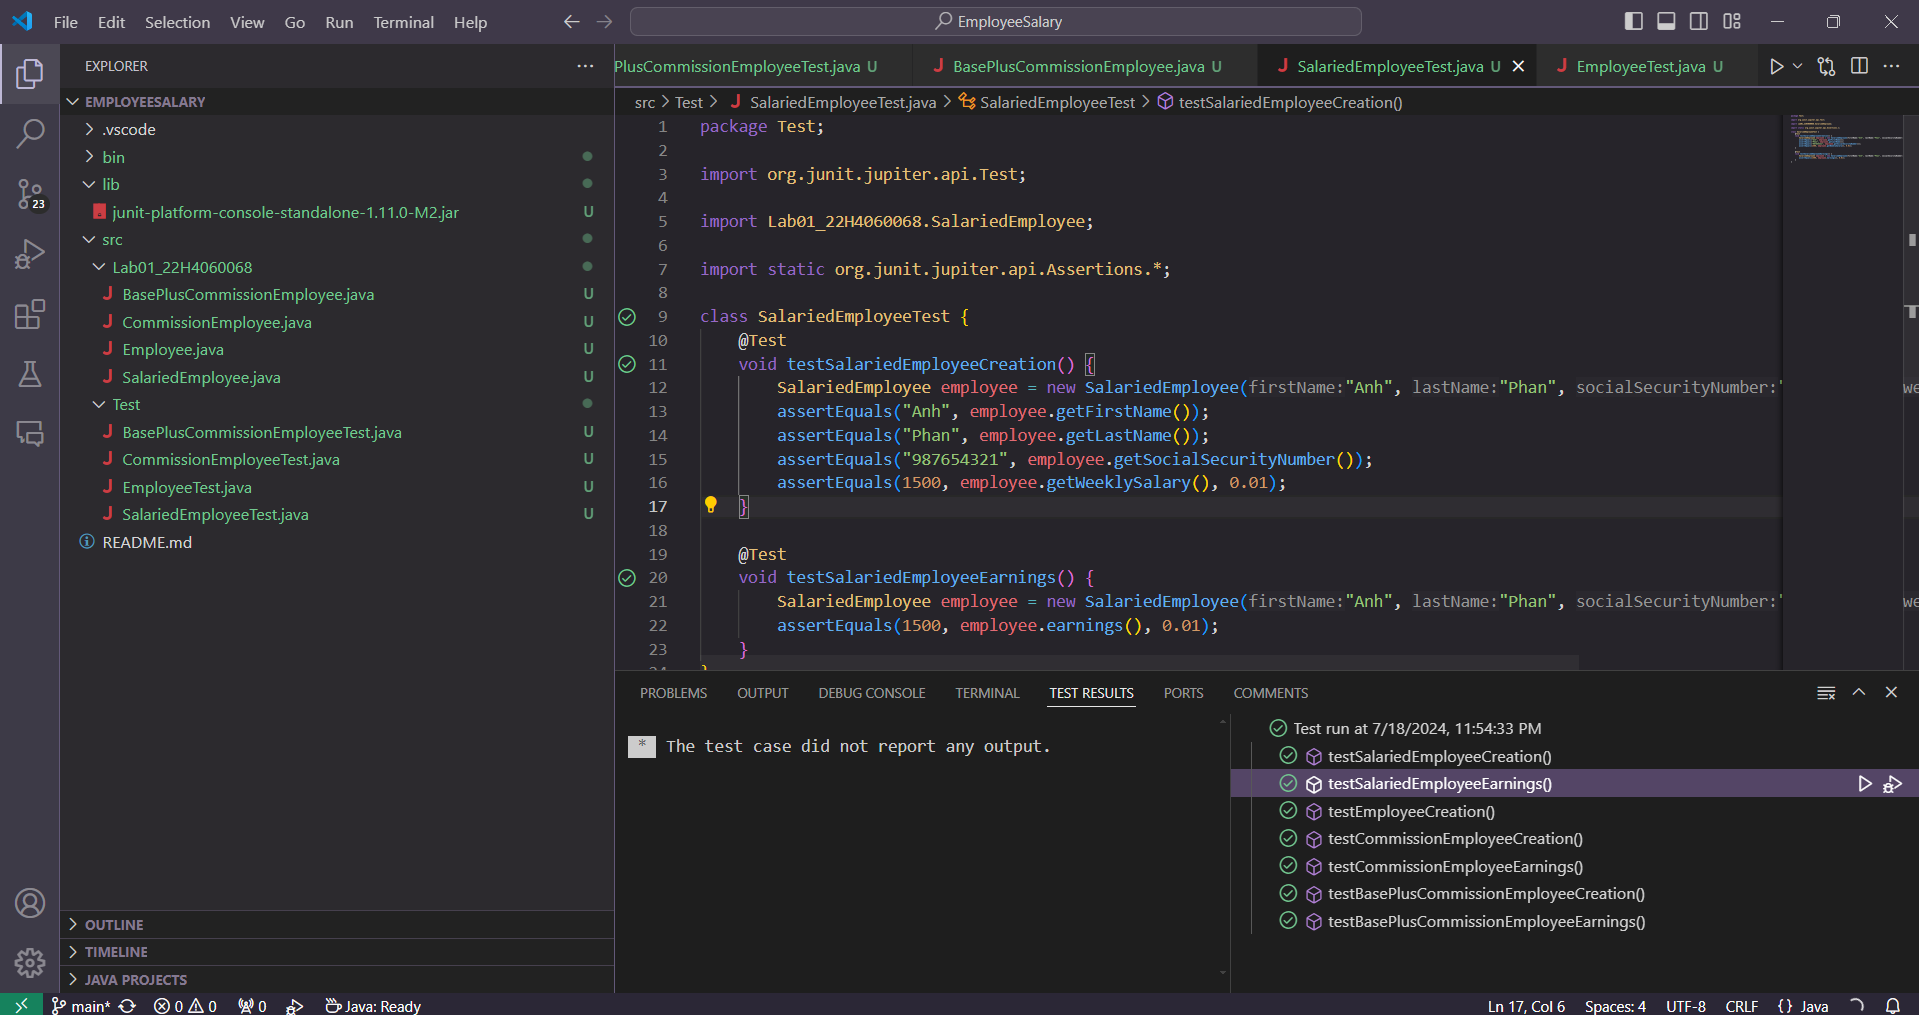 File Edit Selection View Go Run Terminal Help
EmployeeSalary
EXPLORER
EMPLOYEESALARY
.vscode
bin
lib
junit-platform-console-standalone-1.11.0-M2.jar U
src
Lab01_22H4060068
BasePlusCommissionEmployee.java U
CommissionEmployee.java U
Employee.java U
SalariedEmployee.java U
Test
BasePlusCommissionEmployeeTest.java U
CommissionEmployeeTest.java U
EmployeeTest.java U
SalariedEmployeeTest.java U
README.md
23
OUTLINE
TIMELINE
JAVA PROJECTS
PlusCommissionEmployeeTest.java U BasePlusCommissionEmployee.java U SalariedEmployeeTest.java U EmployeeTest.java U
src > Test > SalariedEmployeeTest.java > SalariedEmployeeTest > testSalariedEmployeeCreation()
1 package Test;
2
3 import org.junit.jupiter.api.Test;
4
5 import Lab01_22H4060068.SalariedEmployee;
6
7 import static org.junit.jupiter.api.Assertions.*;
8
9 class SalariedEmployeeTest {
10 @Test
11 void testSalariedEmployeeCreation() {
12 SalariedEmployee employee = new SalariedEmployee(firstName:"Anh", lastName:"Phan", socialSecurityNumber:" we
13 assertEquals("Anh", employee.getFirstName());
14 assertEquals("Phan", employee.getLastName());
15 assertEquals("987654321", employee.getSocialSecurityNumber());
16 assertEquals(1500, employee.getWeeklySalary(), 0.01);
17 }
18
19 @Test
20 void testSalariedEmployeeEarnings() {
21 SalariedEmployee employee = new SalariedEmployee(firstName:"Anh", lastName:"Phan", socialSecurityNumber:" we
22 assertEquals(1500, employee.earnings(), 0.01);
23 }
PROBLEMS OUTPUT DEBUG CONSOLE TERMINAL TEST RESULTS PORTS COMMENTS
* The test case did not report any output.
Test run at 7/18/2024, 11:54:33 PM
testSalariedEmployeeCreation()
testSalariedEmployeeEarnings()
testEmployeeCreation()
testCommissionEmployeeCreation()
testCommissionEmployeeEarnings()
testBasePlusCommissionEmployeeCreation()
testBasePlusCommissionEmployeeEarnings()
main* 0 0 0 Java: Ready Ln 17, Col 6 Spaces: 4 UTF-8 CRLF {} Java